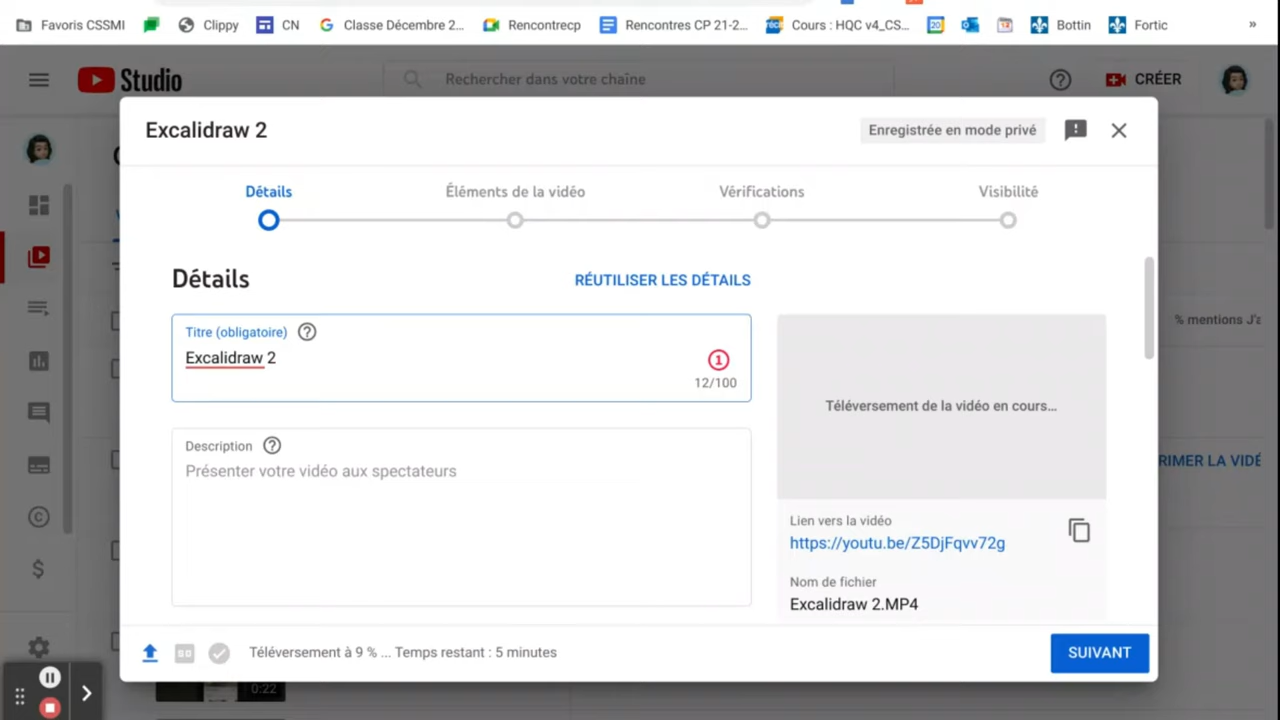 Favoris CSSMI Clippy CN Classe Décembre 2... Rencontrecp Rencontres CP 21-2... Cours : HQC v4_CS... Bottin Fortic »
Studio Rechercher dans votre chaîne CRÉER
Excalidraw 2 Enregistrée en mode privé
Détails Éléments de la vidéo Vérifications Visibilité
Détails RÉUTILISER LES DÉTAILS
Titre (obligatoire)
Excalidraw 2
1
12/100
% mentions J'a
Téléversement de la vidéo en cours...
Description
Présenter votre vidéo aux spectateurs
RIMER LA VIDÉ
Lien vers la vidéo
https://youtu.be/Z5DjFqvv72g
Nom de fichier
Excalidraw 2.MP4
Téléversement à 9 % ... Temps restant : 5 minutes SUIVANT
0:22